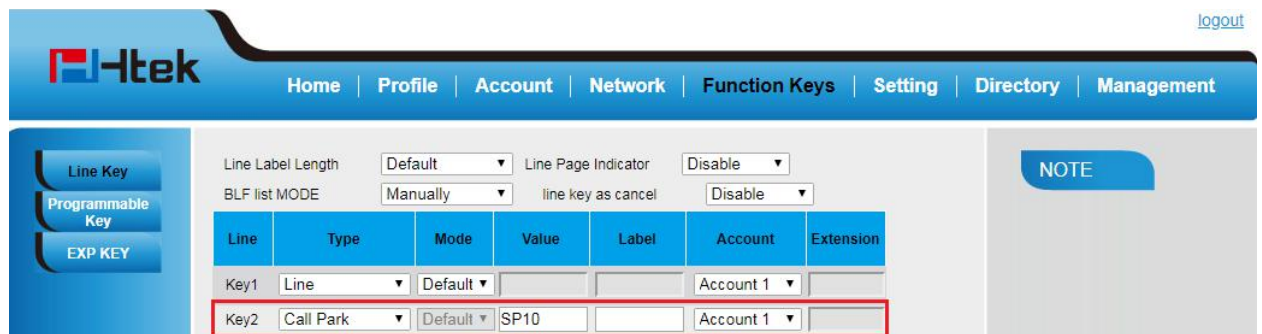 logout
Htek
Home | Profile | Account | Network | Function Keys | Setting | Directory | Management
Line Key
Programmable Key
EXP KEY
Line Label Length Default Line Page Indicator Disable
BLF list MODE Manually line key as cancel Disable
NOTE
Line Type Mode Value Label Account Extension
Key1 Line Default Account 1
Key2 Call Park Default SP10 Account 1